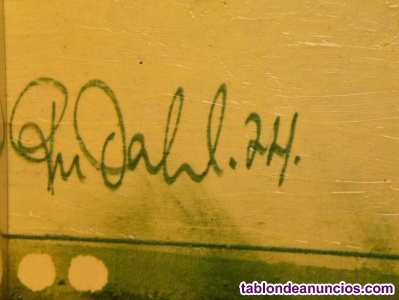 Dahl. 74.
tablondeanuncios.com